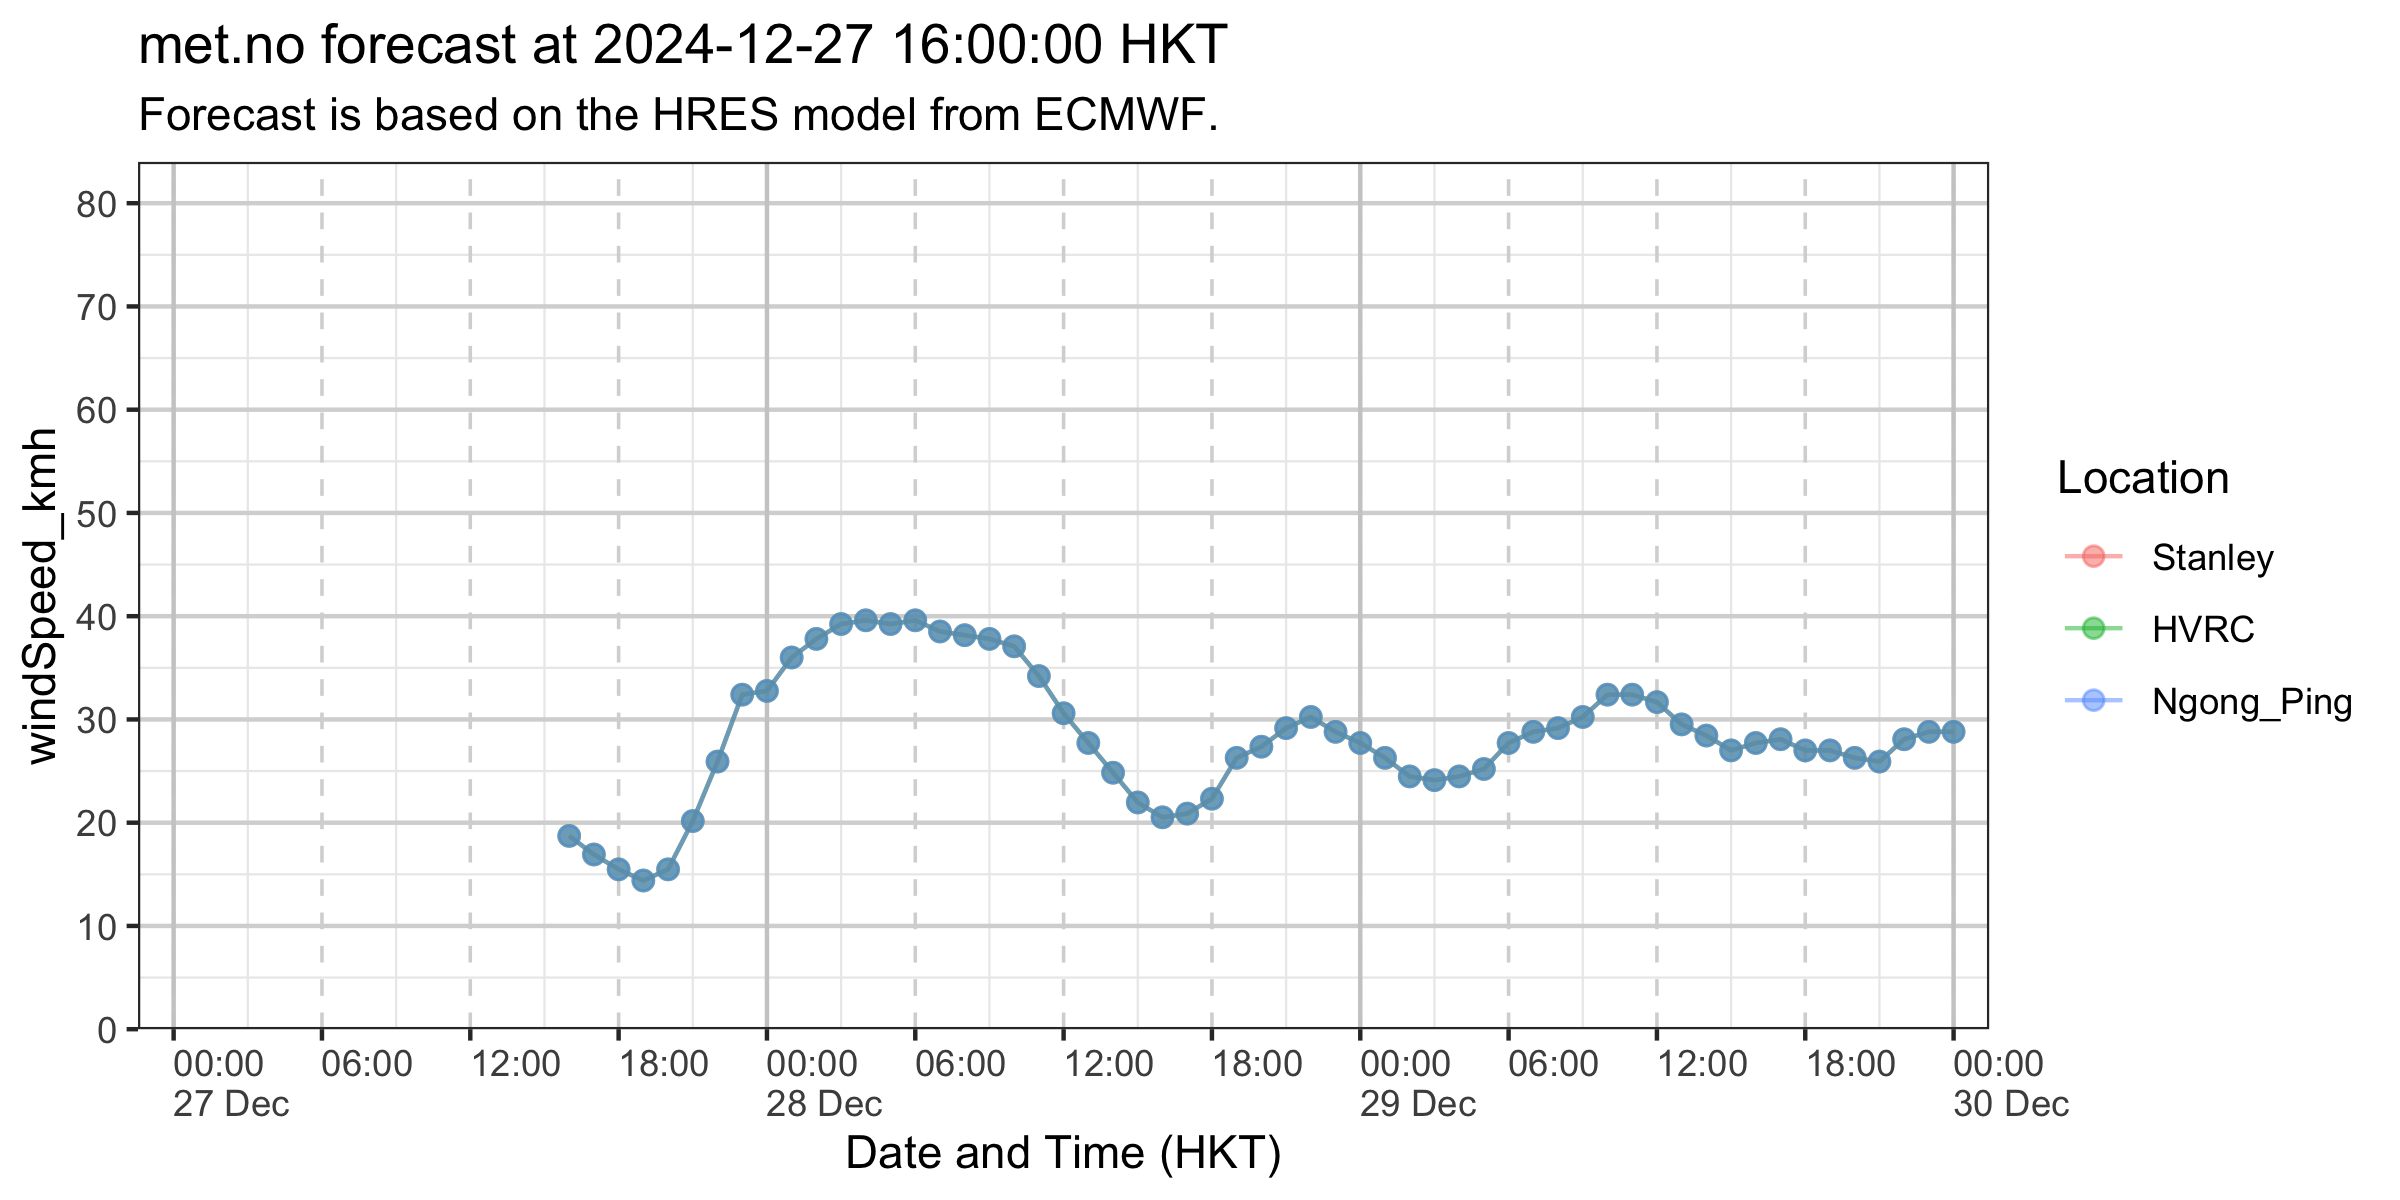 met.no forecast at 2024-12-27 16:00:00 HKT
Forecast is based on the HRES model from ECMWF.
windSpeed_kmh
80
70
60
50
40
30
20
10
0
00:00 06:00 12:00 18:00 00:00 06:00 12:00 18:00 00:00 06:00 12:00 18:00 00:00
27 Dec 28 Dec 29 Dec 30 Dec
Date and Time (HKT)
Location
Stanley
HVRC
Ngong_Ping